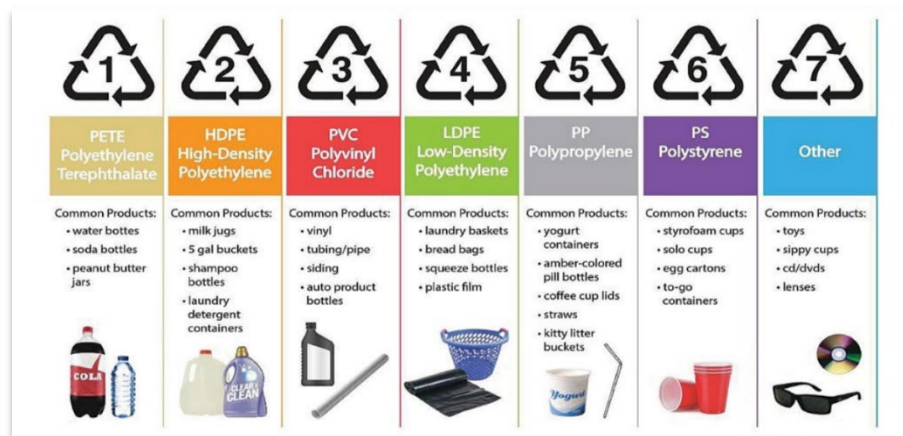 1
PETE
Polyethylene
Terephthalate
Common Products:
• water bottes
• soda bottles
• peanut butter
jars
COLA
2
HDPE
High-Density
Polyethylene
Common Products:
• milk jugs
• 5 gal buckets
• shampoo
bottles
• laundry
detergent
containers
CLEAR &
CLEAN
3
PVC
Polyvinyl
Chloride
Common Products:
• vinyl
• tubing/pipe
• siding
• auto product
bottles
4
LDPE
Low-Density
Polyethylene
Common Products:
• laundry baskets
• bread bags
• squeeze bottles
• plastic film
5
PP
Polypropylene
Common Products:
• yogurt
containers
• amber-colored
pill bottles
• coffee cup lids
• straws
• kitty litter
buckets
Yogurt
6
PS
Polystyrene
Common Products:
• styrofoam cups
• solo cups
• egg cartons
• to-go
containers
7
Other
Common Products:
• toys
• sippy cups
• cd/dvds
• lenses